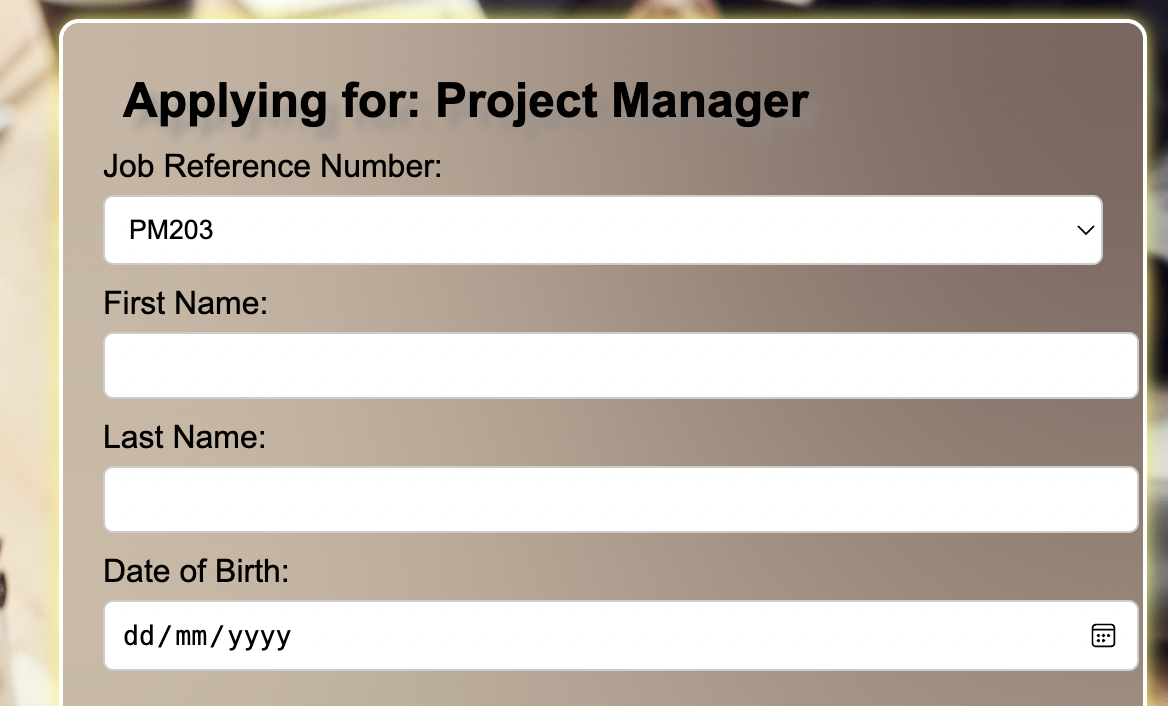 Applying for: Project Manager
Job Reference Number:
PM203
First Name:
Last Name:
Date of Birth:
dd/mm/yyyy